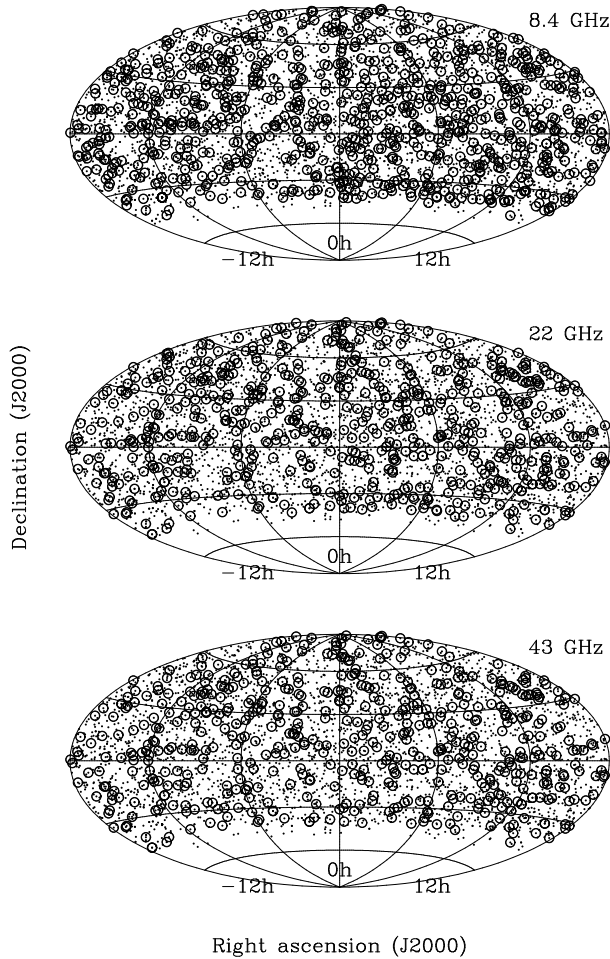 8.4 GHz
0h
−12h 12h
22 GHz
0h
−12h 12h
43 GHz
0h
−12h 12h
Declination (J2000)
Right ascension (J2000)